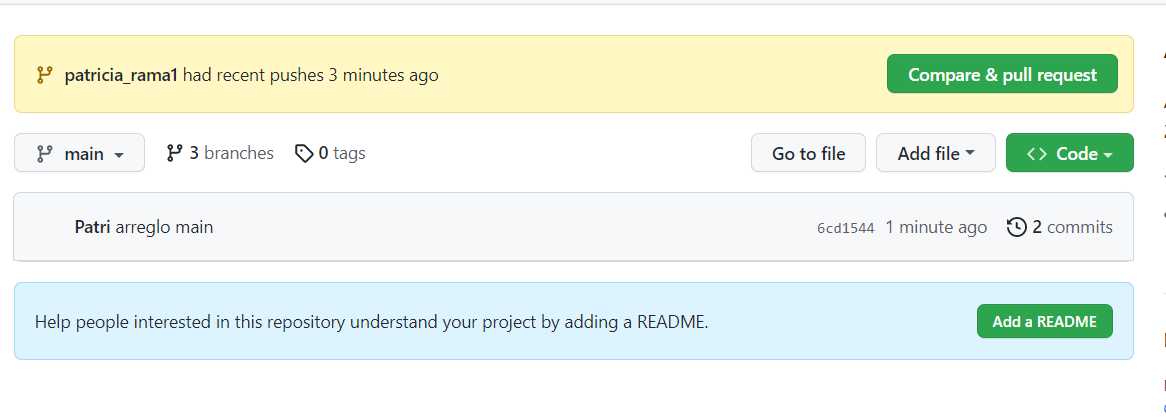 patricia_rama1 had recent pushes 3 minutes ago
Compare & pull request
main
3 branches
0 tags
Go to file
Add file
Code
Patri arreglo main
6cd1544
1 minute ago
2 commits
Help people interested in this repository understand your project by adding a README.
Add a README